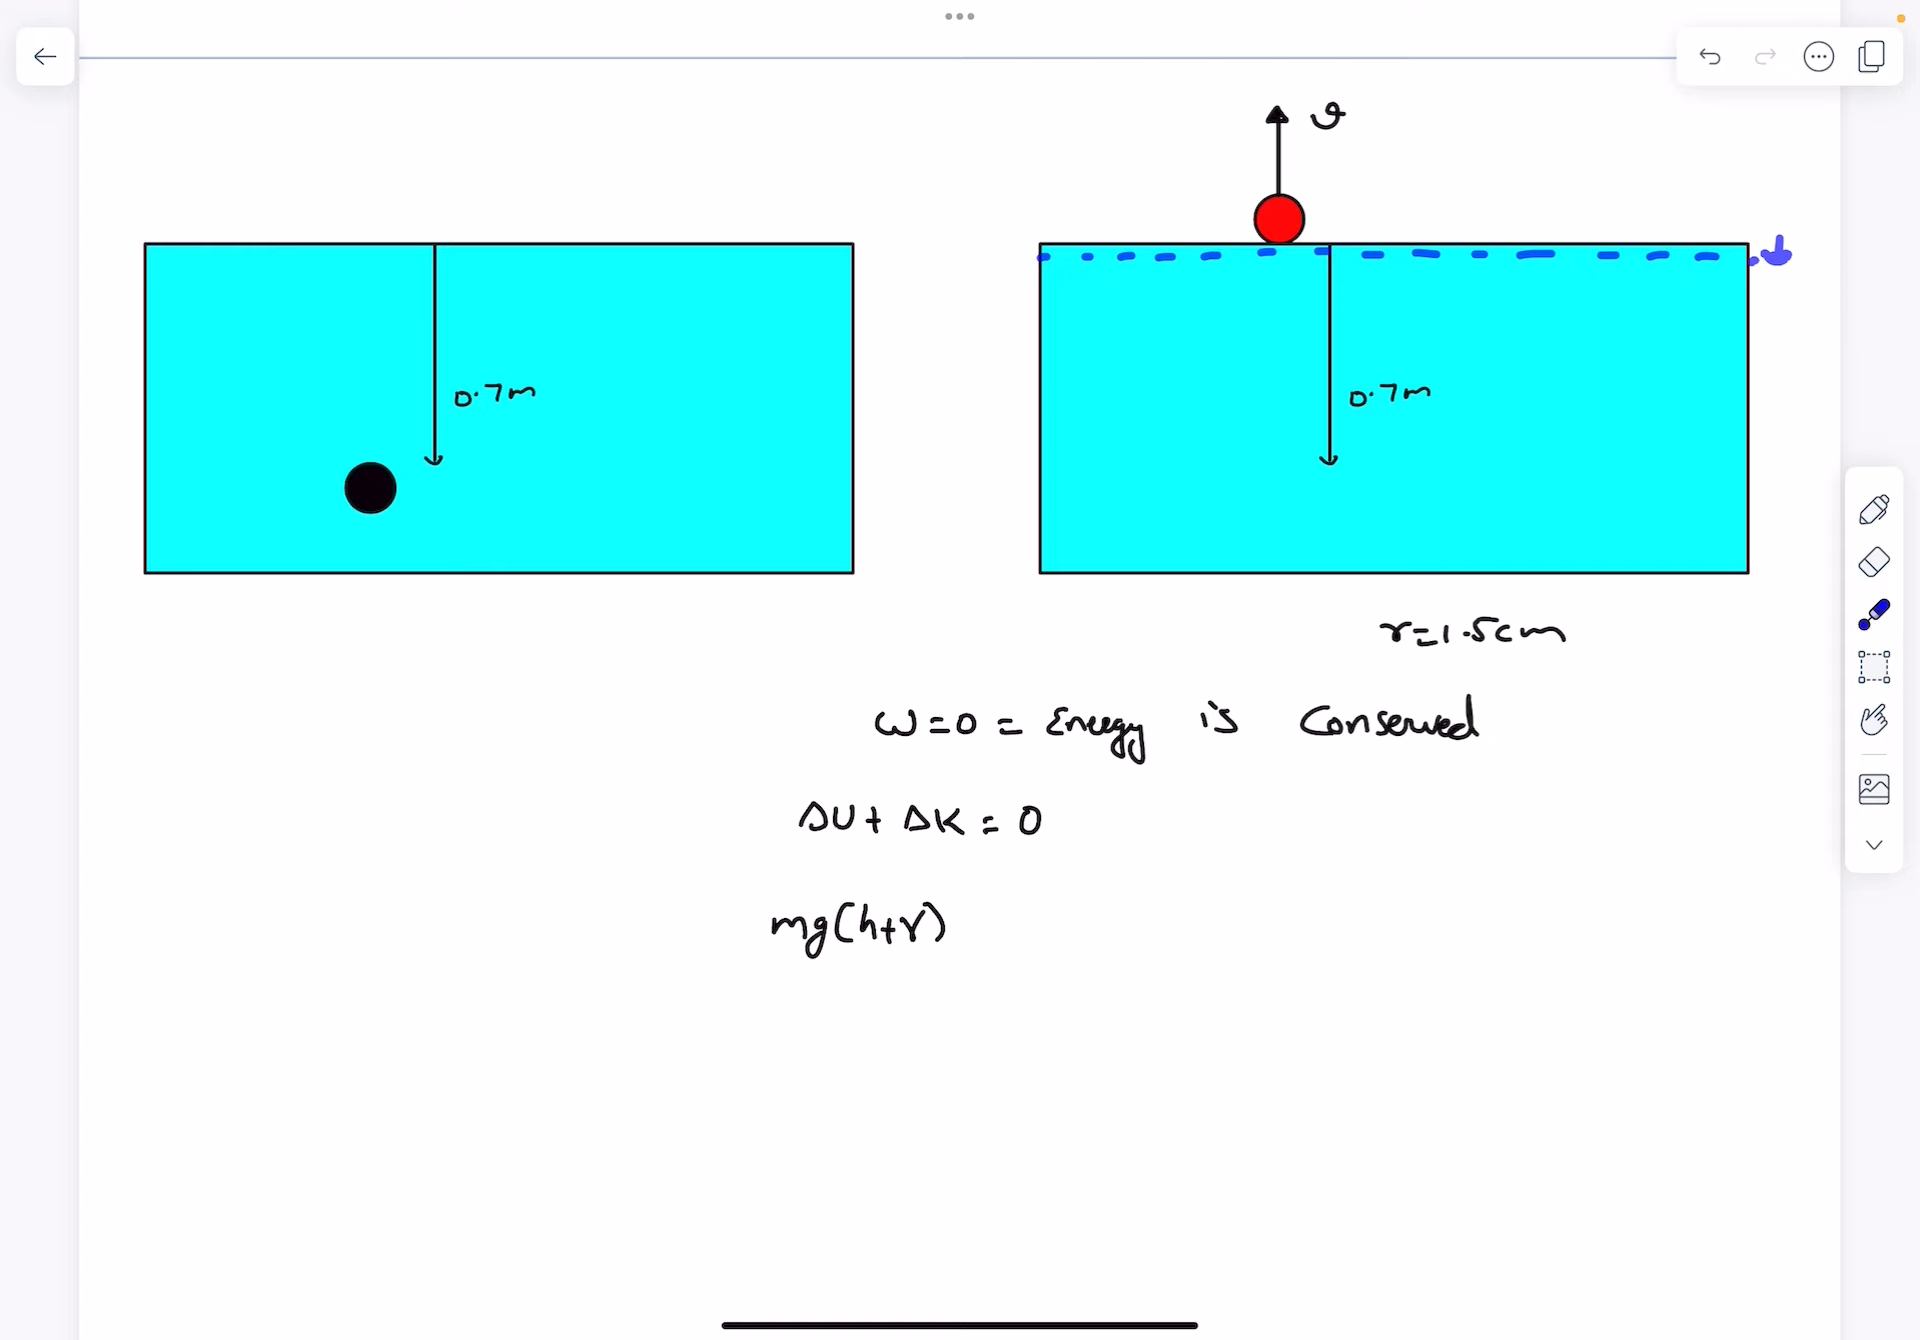 v
0.7m
0.7m
r=1.5cm
W=0 = Energy is Conserved
ΔU+ ΔK = 0
mg(h+r)